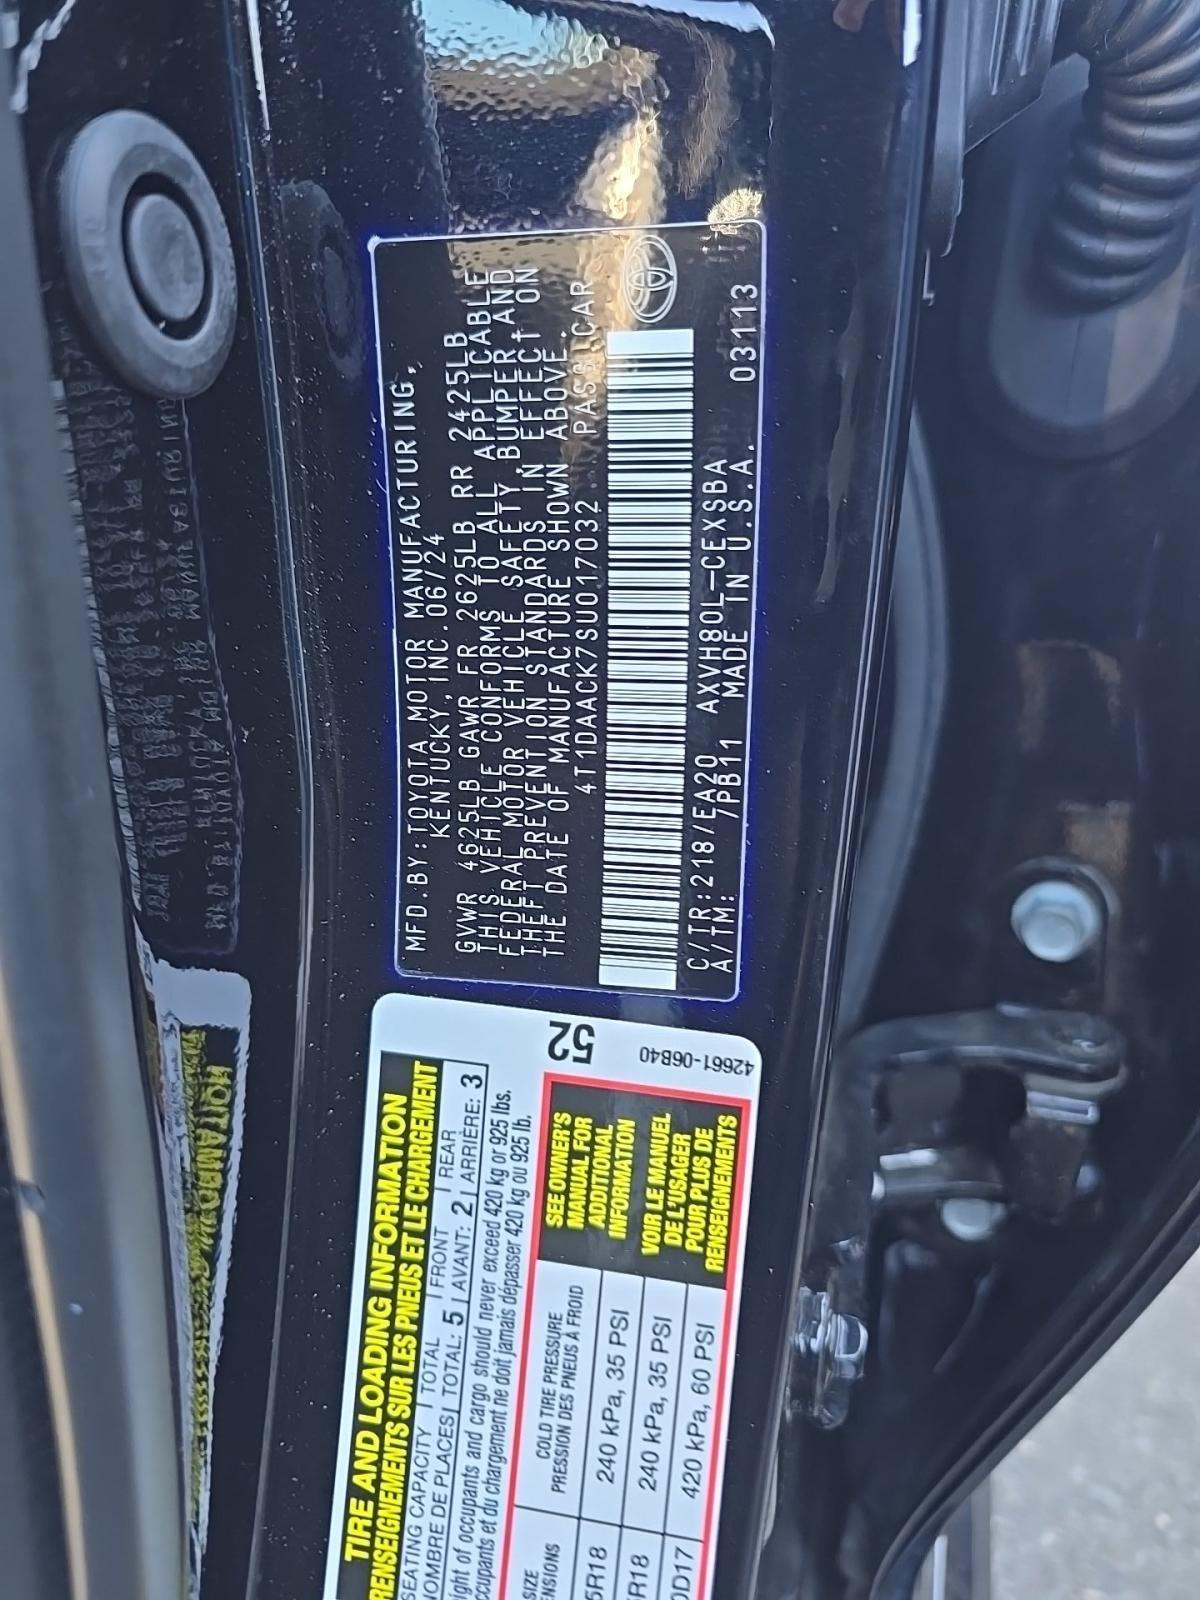 MFD.BY:TOYOTA MOTOR MANUFACTURING,
KENTUCKY, INC.06/24
GVWR 4625LB GAWR FR 2625LB RR 2425LB
THIS VEHICLE CONFORMS TO ALL APPLICABLE
FEDERAL MOTOR VEHICLE SAFETY, BUMPER AND
THEFT PREVENTION STANDARDS IN EFFECT ON
THE DATE OF MANUFACTURE SHOWN ABOVE.
4T1DAACK7SU017032 PASS.CAR
C/TR:218/EA20 AXVH80L-CEXSBA
A/TM: /PB11 MADE IN U.S.A. 03113
TIRE AND LOADING INFORMATION
RENSEIGNEMENTS SUR LES PNEUS ET LE CHARGEMENT
52
42661-06B40
SEATING CAPACITY TOTAL FRONT REAR
NOMBRE DE PLACES TOTAL: 5 AVANT: 2 ARRIÈRE: 3
of occupants and cargo should never exceed 420 kg or 925 lbs.
et du chargement ne doit jamais dépasser 420 kg ou 925 lb.
SIZE COLD TIRE PRESSURE
PRESSION DES PNEUS À FROID
R18 240 kPa, 35 PSI
R18 240 kPa, 35 PSI
D17 420 kPa, 60 PSI
SEE OWNER'S
MANUAL FOR
ADDITIONAL
INFORMATION
VOIR LE MANUEL
DE L'USAGER
POUR PLUS DE
RENSEIGNEMENTS